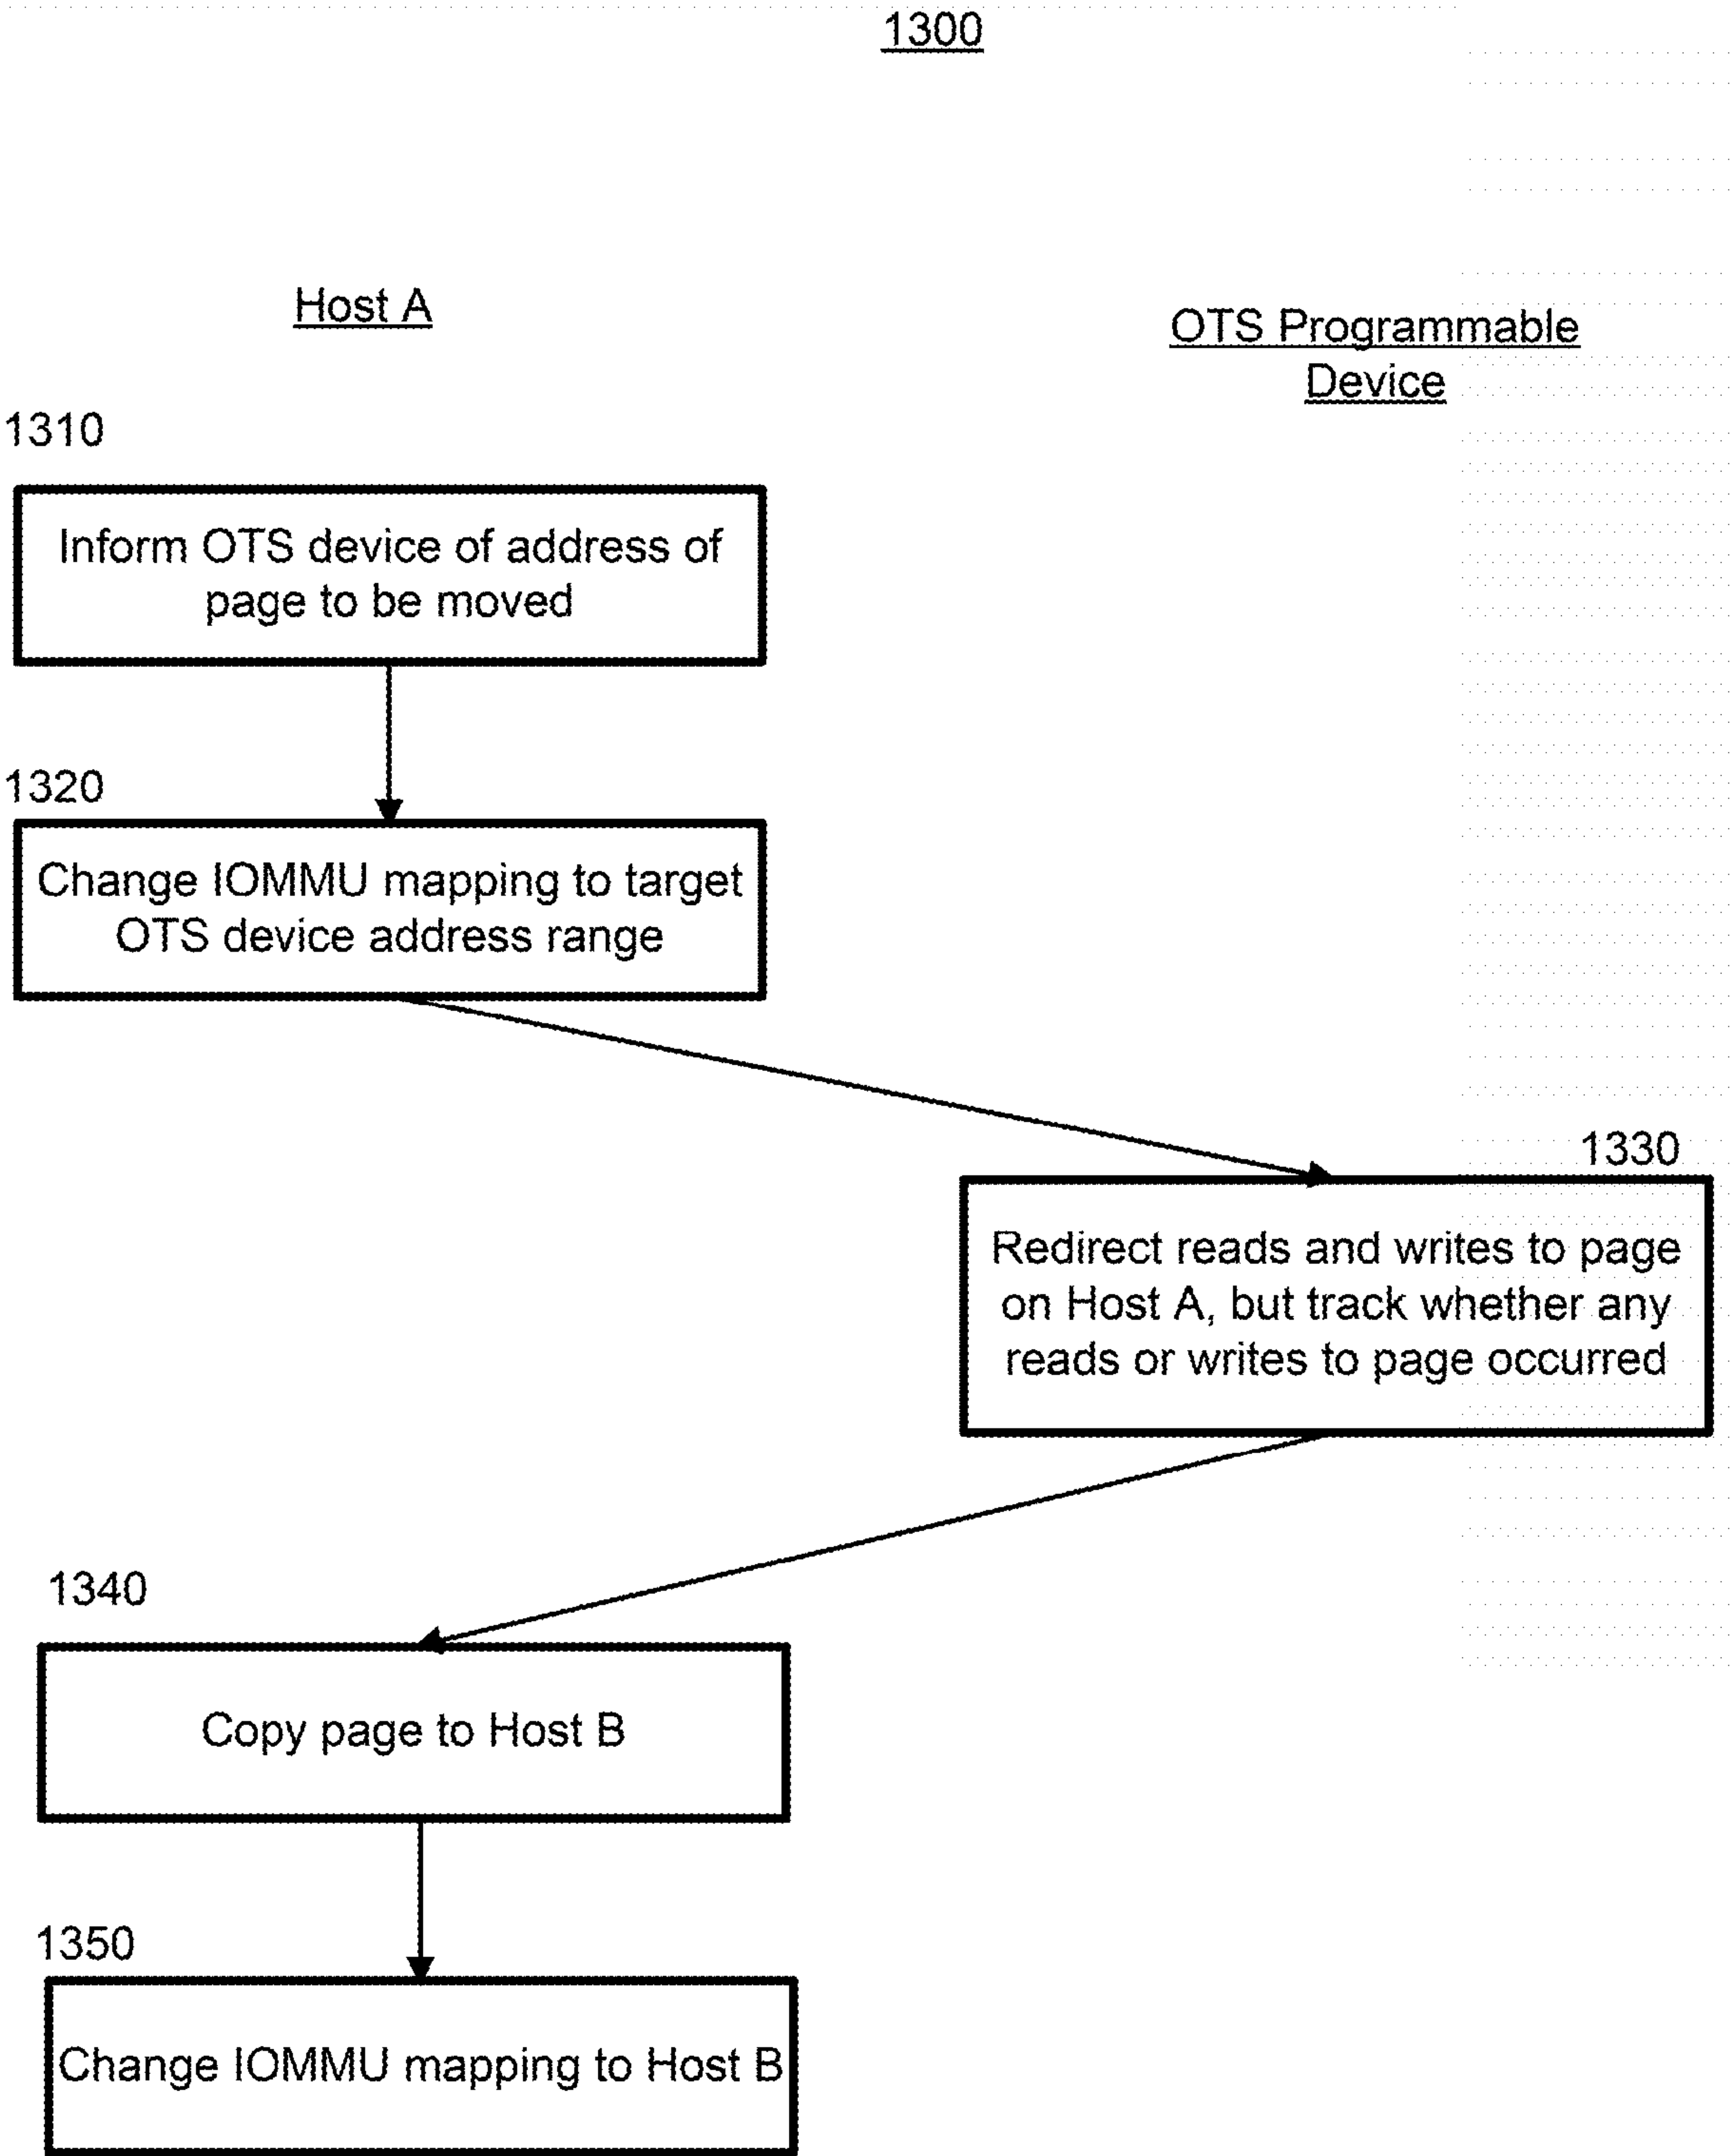 1300
Host A
OTS Programmable
Device
1310
Inform OTS device of address of
page to be moved
1320
Change IOMMU mapping to target
OTS device address range
1330
Redirect reads and writes to page
on Host A, but track whether any
reads or writes to page occurred
1340
Copy page to Host B
1350
Change IOMMU mapping to Host B